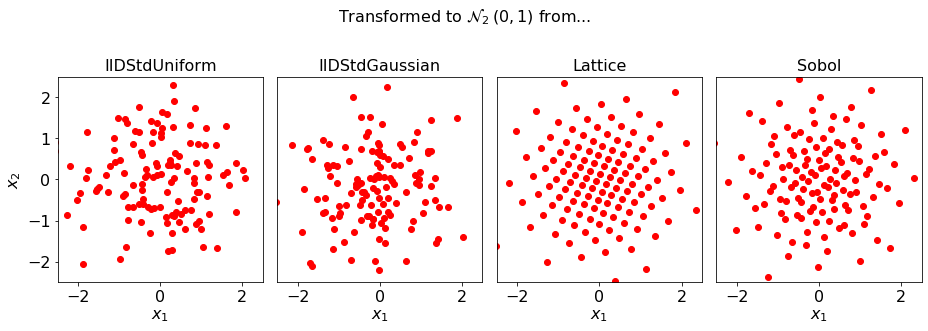 Transformed to 𝒩₂ (0, 1) from...
IIDStdUniform IIDStdGaussian Lattice Sobol
2
1
0
−1
−2
x₂
−2 0 2 −2 0 2 −2 0 2 −2 0 2
x₁ x₁ x₁ x₁